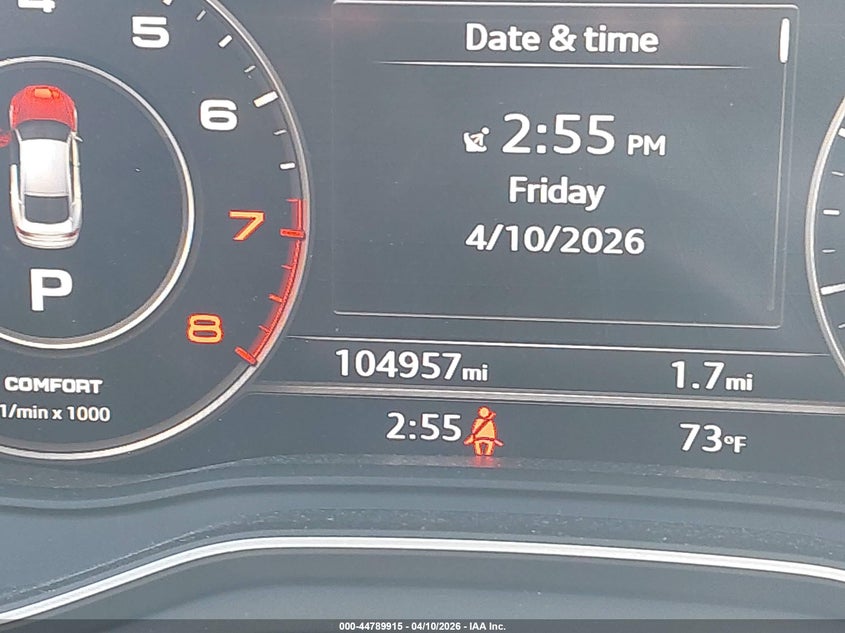 5
6
7
8
P
COMFORT
1/min x 1000
Date & time
2:55 PM
Friday
4/10/2026
104957mi
1.7mi
2:55
73°F
000-44789915 - 04/10/2026 - IAA Inc.